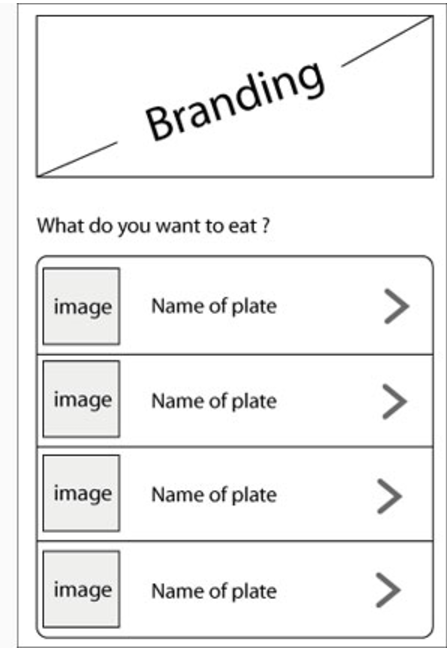 Branding
What do you want to eat ?
image Name of plate
image Name of plate
image Name of plate
image Name of plate